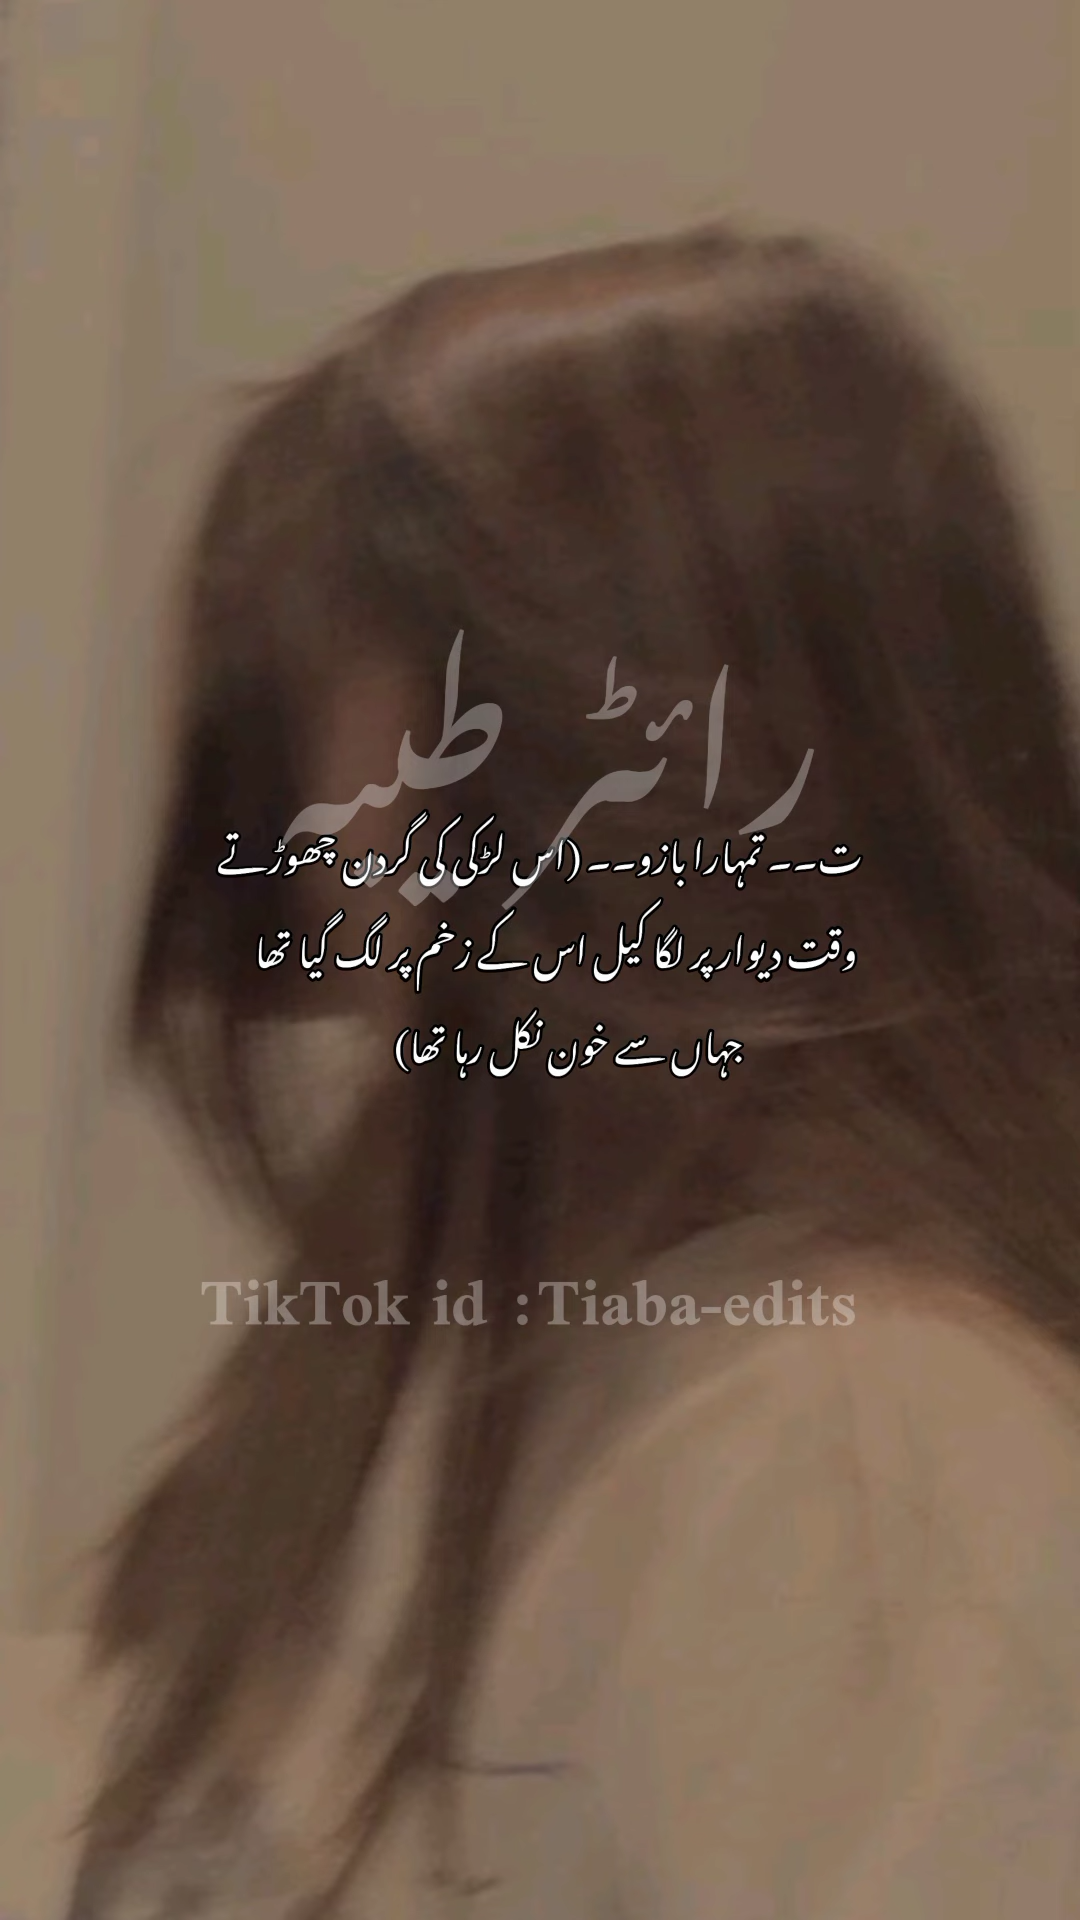 رائٹر طیبہ
ت۔۔ تمہارا بازو۔۔ (اس لڑکی کی گردن چھوڑتے
وقت دیوار پر لگا کیل اس کے زخم پر لگ گیا تھا
جہاں سے خون نکل رہا تھا)
TikTok id :Tiaba-edits